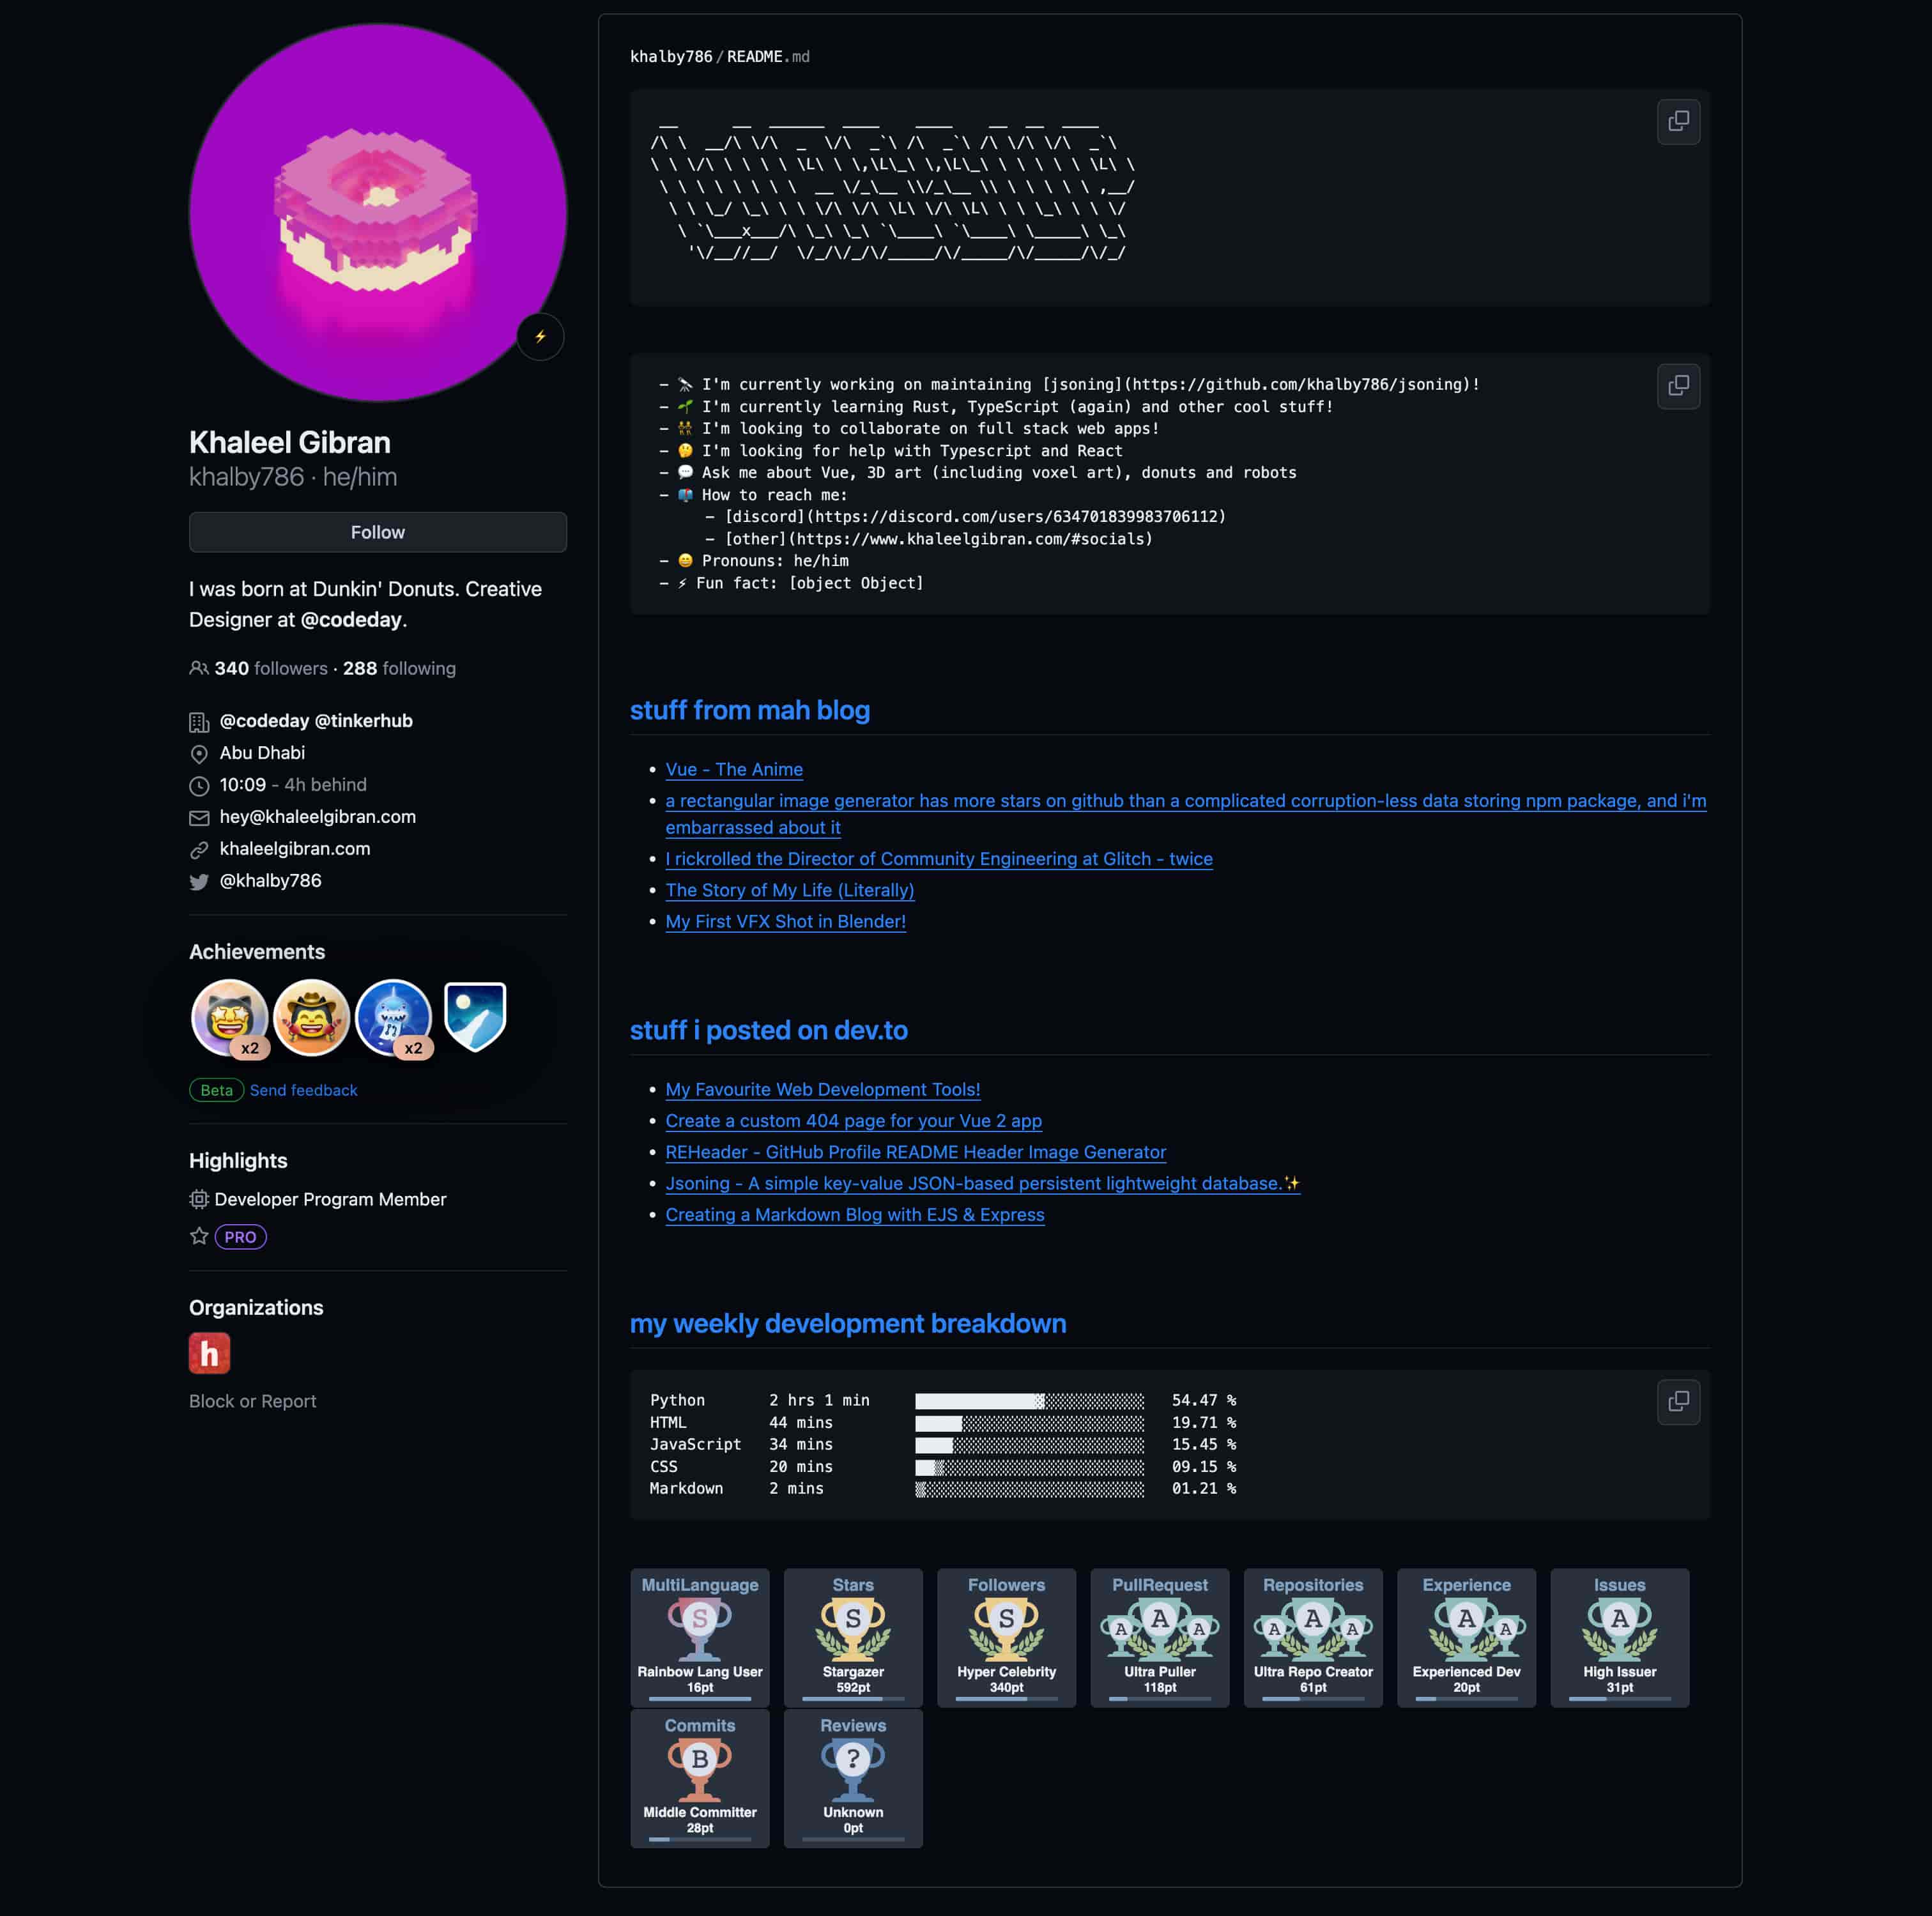 Khaleel Gibran
khalby786 · he/him
Follow
I was born at Dunkin' Donuts. Creative
Designer at @codeday.
340 followers · 288 following
@codeday @tinkerhub
Abu Dhabi
10:09 - 4h behind
hey@khaleelgibran.com
khaleelgibran.com
@khalby786
Achievements
x2
x2
Beta Send feedback
Highlights
Developer Program Member
PRO
Organizations
h
Block or Report
khalby786/README.md
- 🔭 I'm currently working on maintaining [jsoning](https://github.com/khalby786/jsoning)!
- 🌱 I'm currently learning Rust, TypeScript (again) and other cool stuff!
- 👯 I'm looking to collaborate on full stack web apps!
- 🤔 I'm looking for help with Typescript and React
- 💬 Ask me about Vue, 3D art (including voxel art), donuts and robots
- 📫 How to reach me:
- [discord](https://discord.com/users/634701839983706112)
- [other](https://www.khaleelgibran.com/#socials)
- 😄 Pronouns: he/him
- ⚡ Fun fact: [object Object]
stuff from mah blog
• Vue - The Anime
• a rectangular image generator has more stars on github than a complicated corruption-less data storing npm package, and i'm
embarrassed about it
• I rickrolled the Director of Community Engineering at Glitch - twice
• The Story of My Life (Literally)
• My First VFX Shot in Blender!
stuff i posted on dev.to
• My Favourite Web Development Tools!
• Create a custom 404 page for your Vue 2 app
• REHeader - GitHub Profile README Header Image Generator
• Jsoning - A simple key-value JSON-based persistent lightweight database.✨
• Creating a Markdown Blog with EJS & Express
my weekly development breakdown
Python 2 hrs 1 min 54.47 %
HTML 44 mins 19.71 %
JavaScript 34 mins 15.45 %
CSS 20 mins 09.15 %
Markdown 2 mins 01.21 %
MultiLanguage Stars Followers PullRequest Repositories Experience Issues
S S S A A A A A A A A A A
Rainbow Lang User Stargazer Hyper Celebrity Ultra Puller Ultra Repo Creator Experienced Dev High Issuer
16pt 592pt 340pt 118pt 61pt 20pt 31pt
Commits Reviews
B ?
Middle Committer Unknown
28pt 0pt